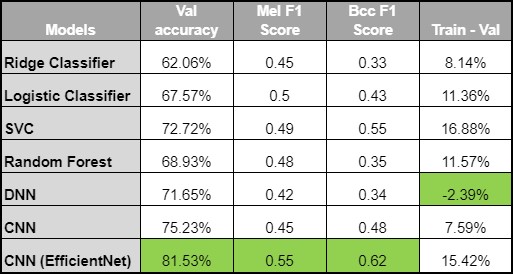 Models Val accuracy Mel F1 Score Bcc F1 Score Train - Val
Ridge Classifier 62.06% 0.45 0.33 8.14%
Logistic Classifier 67.57% 0.5 0.43 11.36%
SVC 72.72% 0.49 0.55 16.88%
Random Forest 68.93% 0.48 0.35 11.57%
DNN 71.65% 0.42 0.34 -2.39%
CNN 75.23% 0.45 0.48 7.59%
CNN (EfficientNet) 81.53% 0.55 0.62 15.42%